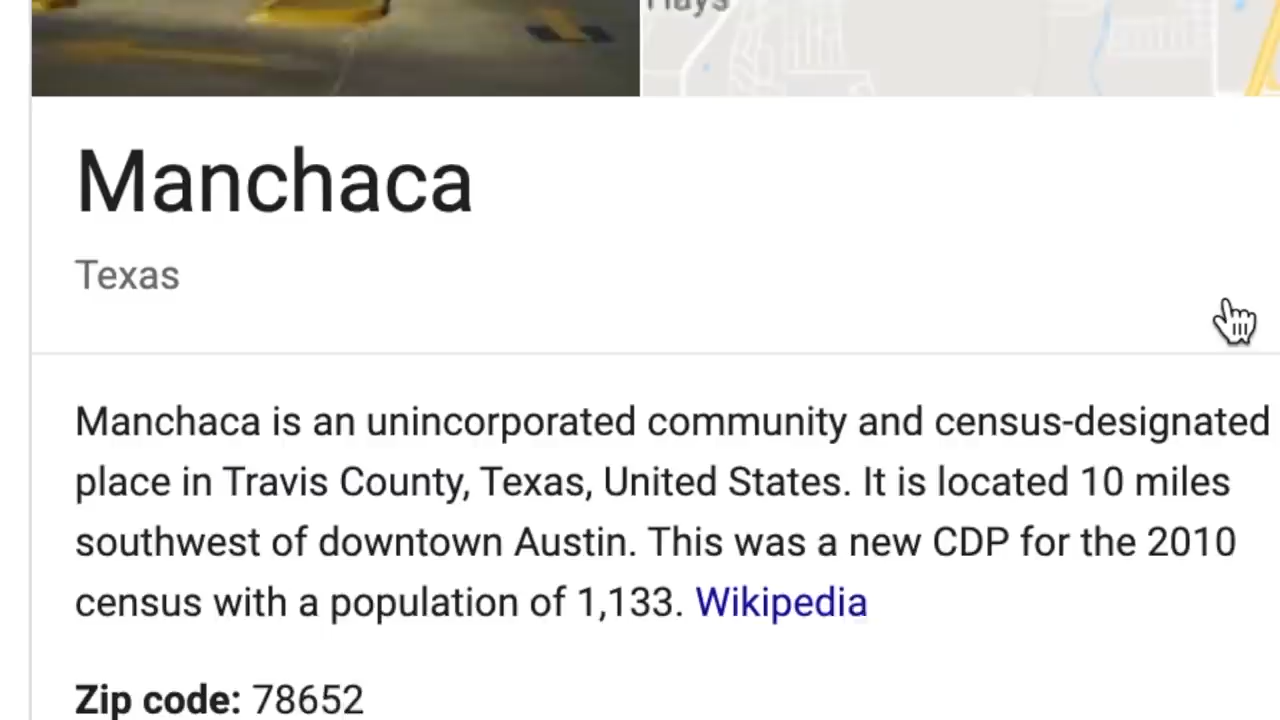 Hays
Manchaca
Texas
Manchaca is an unincorporated community and census-designated
place in Travis County, Texas, United States. It is located 10 miles
southwest of downtown Austin. This was a new CDP for the 2010
census with a population of 1,133. Wikipedia
Zip code: 78652